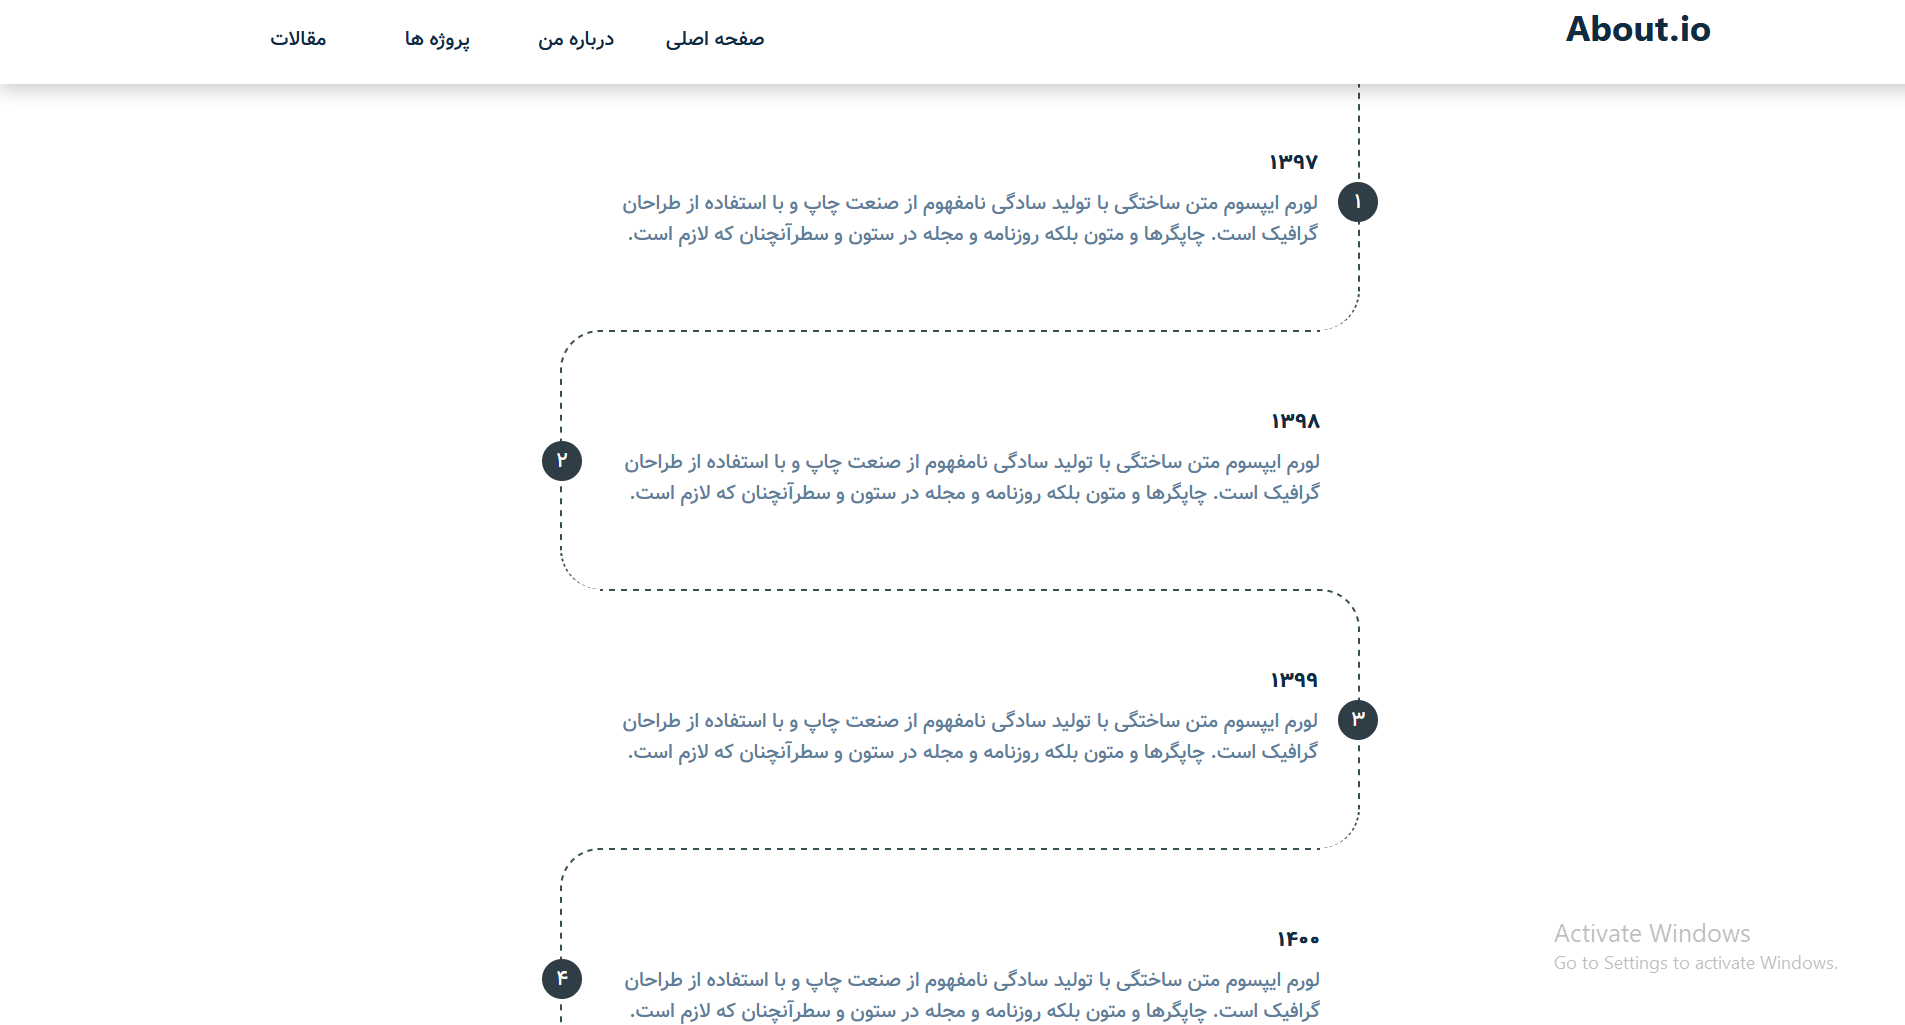 About.io
صفحه اصلی
درباره من
پروژه ها
مقالات
۱۳۹۷
۱
لورم ایپسوم متن ساختگی با تولید سادگی نامفهوم از صنعت چاپ و با استفاده از طراحان
گرافیک است. چاپگرها و متون بلکه روزنامه و مجله در ستون و سطرآنچنان که لازم است.
۱۳۹۸
۲
لورم ایپسوم متن ساختگی با تولید سادگی نامفهوم از صنعت چاپ و با استفاده از طراحان
گرافیک است. چاپگرها و متون بلکه روزنامه و مجله در ستون و سطرآنچنان که لازم است.
۱۳۹۹
۳
لورم ایپسوم متن ساختگی با تولید سادگی نامفهوم از صنعت چاپ و با استفاده از طراحان
گرافیک است. چاپگرها و متون بلکه روزنامه و مجله در ستون و سطرآنچنان که لازم است.
۱۴۰۰
۴
لورم ایپسوم متن ساختگی با تولید سادگی نامفهوم از صنعت چاپ و با استفاده از طراحان
گرافیک است. چاپگرها و متون بلکه روزنامه و مجله در ستون و سطرآنچنان که لازم است.
Activate Windows
Go to Settings to activate Windows.